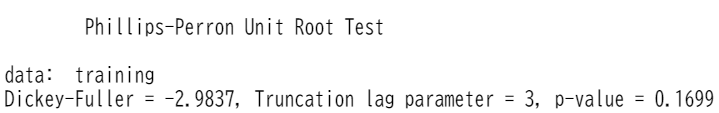 Phillips-Perron Unit Root Test
data:  training
Dickey-Fuller = -2.9837, Truncation lag parameter = 3, p-value = 0.1699